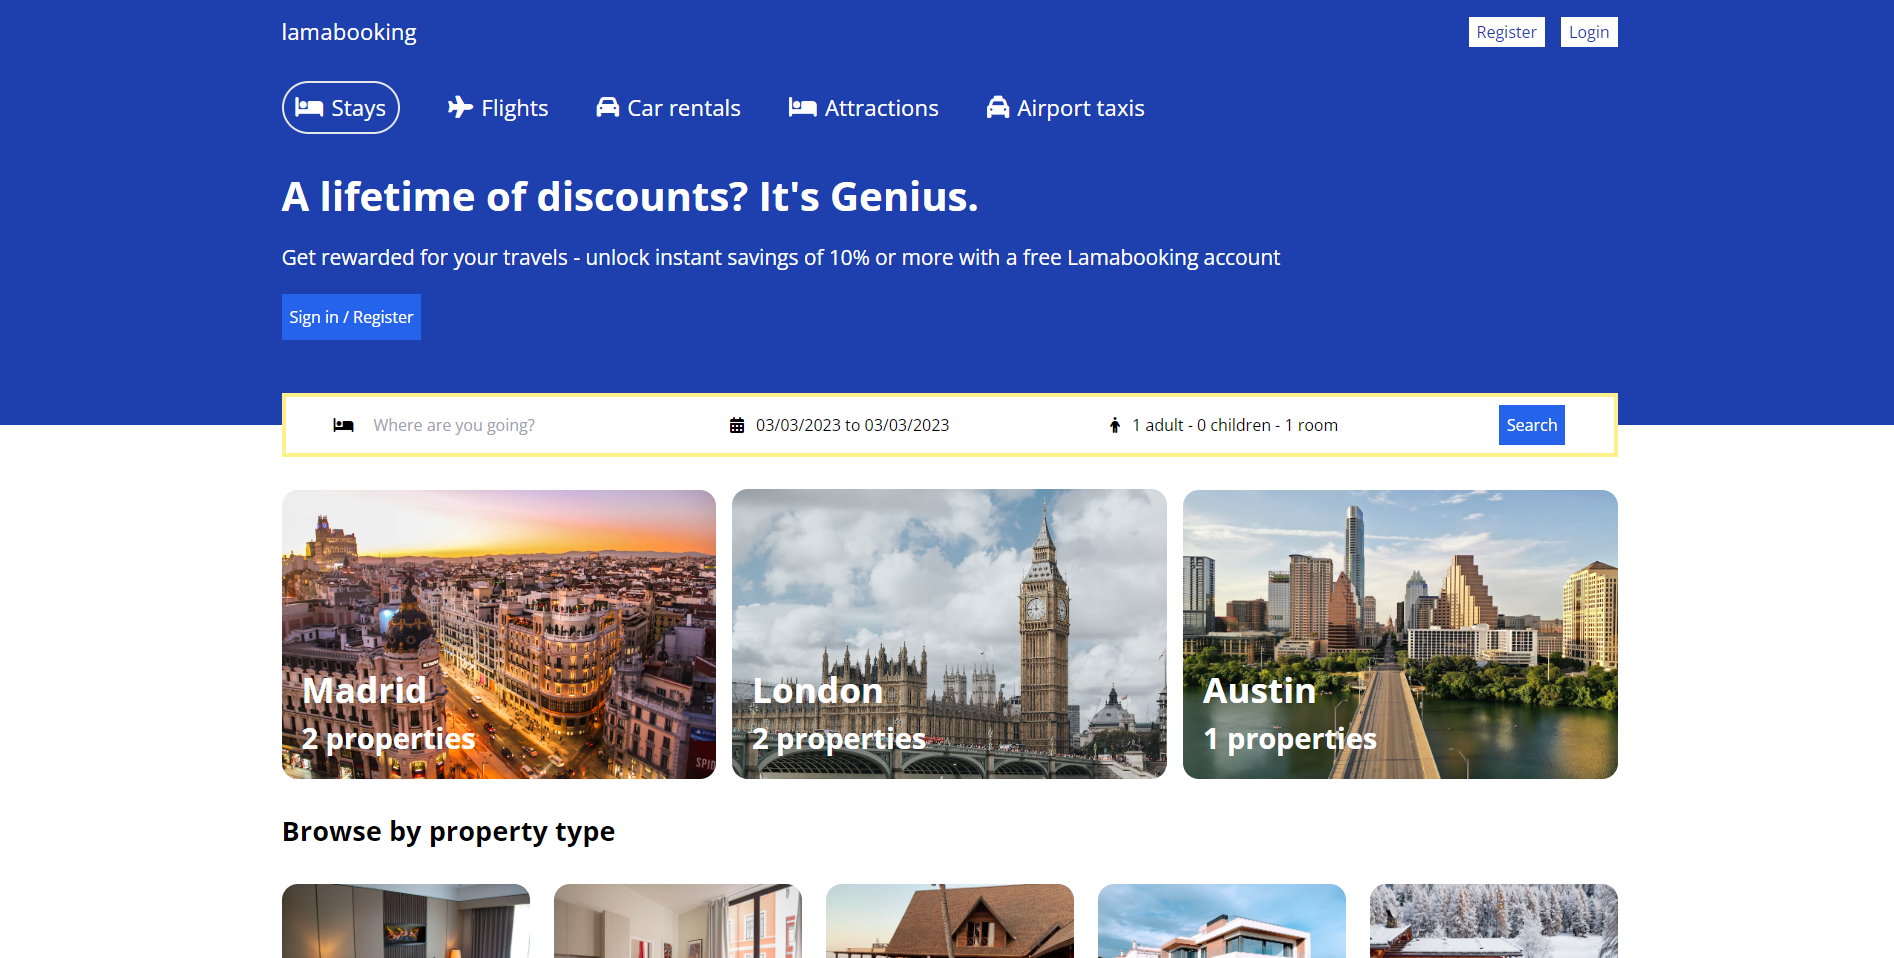 lamabooking
Register
Login
Stays
Flights
Car rentals
Attractions
Airport taxis
A lifetime of discounts? It's Genius.
Get rewarded for your travels - unlock instant savings of 10% or more with a free Lamabooking account
Sign in / Register
Where are you going?
03/03/2023 to 03/03/2023
1 adult - 0 children - 1 room
Search
Madrid
2 properties
SPID
London
2 properties
Austin
1 properties
Browse by property type